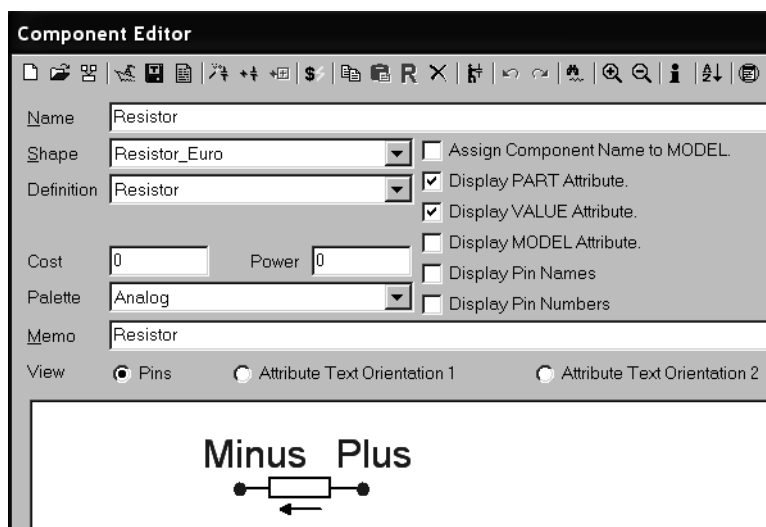 Component Editor
Name Resistor
Shape Resistor_Euro Assign Component Name to MODEL.
Definition Resistor Display PART Attribute.
Display VALUE Attribute.
Display MODEL Attribute.
Cost 0 Power 0
Display Pin Names
Palette Analog Display Pin Numbers
Memo Resistor
View Pins Attribute Text Orientation 1 Attribute Text Orientation 2
Minus Plus